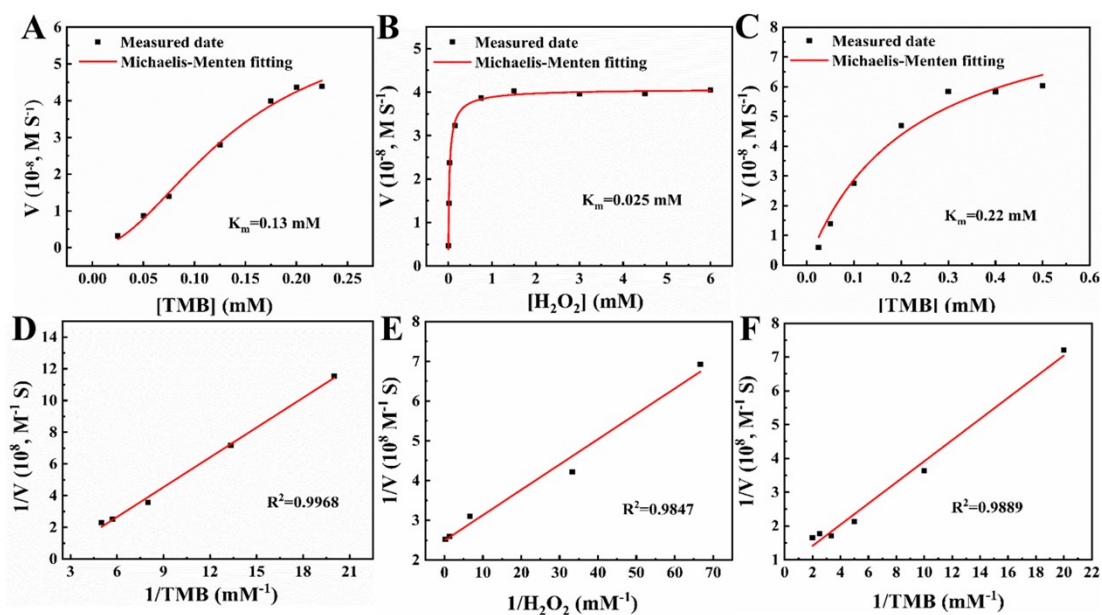 A
Measured date
Michaelis-Menten fitting
V (10⁻⁸, M S⁻¹)
6
5
4
3
2
1
0
Kₘ=0.13 mM
0.00 0.05 0.10 0.15 0.20 0.25
[TMB] (mM)
B
Measured date
Michaelis-Menten fitting
V (10⁻⁸, M S⁻¹)
5
4
3
2
1
0
Kₘ=0.025 mM
0 1 2 3 4 5 6
[H₂O₂] (mM)
C
Measured date
Michaelis-Menten fitting
V (10⁻⁸, M S⁻¹)
8
7
6
5
4
3
2
1
0
Kₘ=0.22 mM
0.0 0.1 0.2 0.3 0.4 0.5 0.6
[TMB] (mM)
D
1/V (10⁸, M⁻¹ S)
14
12
10
8
6
4
2
0
R²=0.9968
3 6 9 12 15 18 21
1/TMB (mM⁻¹)
E
1/V (10⁸ M⁻¹ S)
8
7
6
5
4
3
2
R²=0.9847
0 10 20 30 40 50 60 70
1/H₂O₂ (mM⁻¹)
F
1/V (10⁸, M⁻¹ S)
8
7
6
5
4
3
2
1
0
R²=0.9889
0 2 4 6 8 10 12 14 16 18 20 22
1/TMB (mM⁻¹)